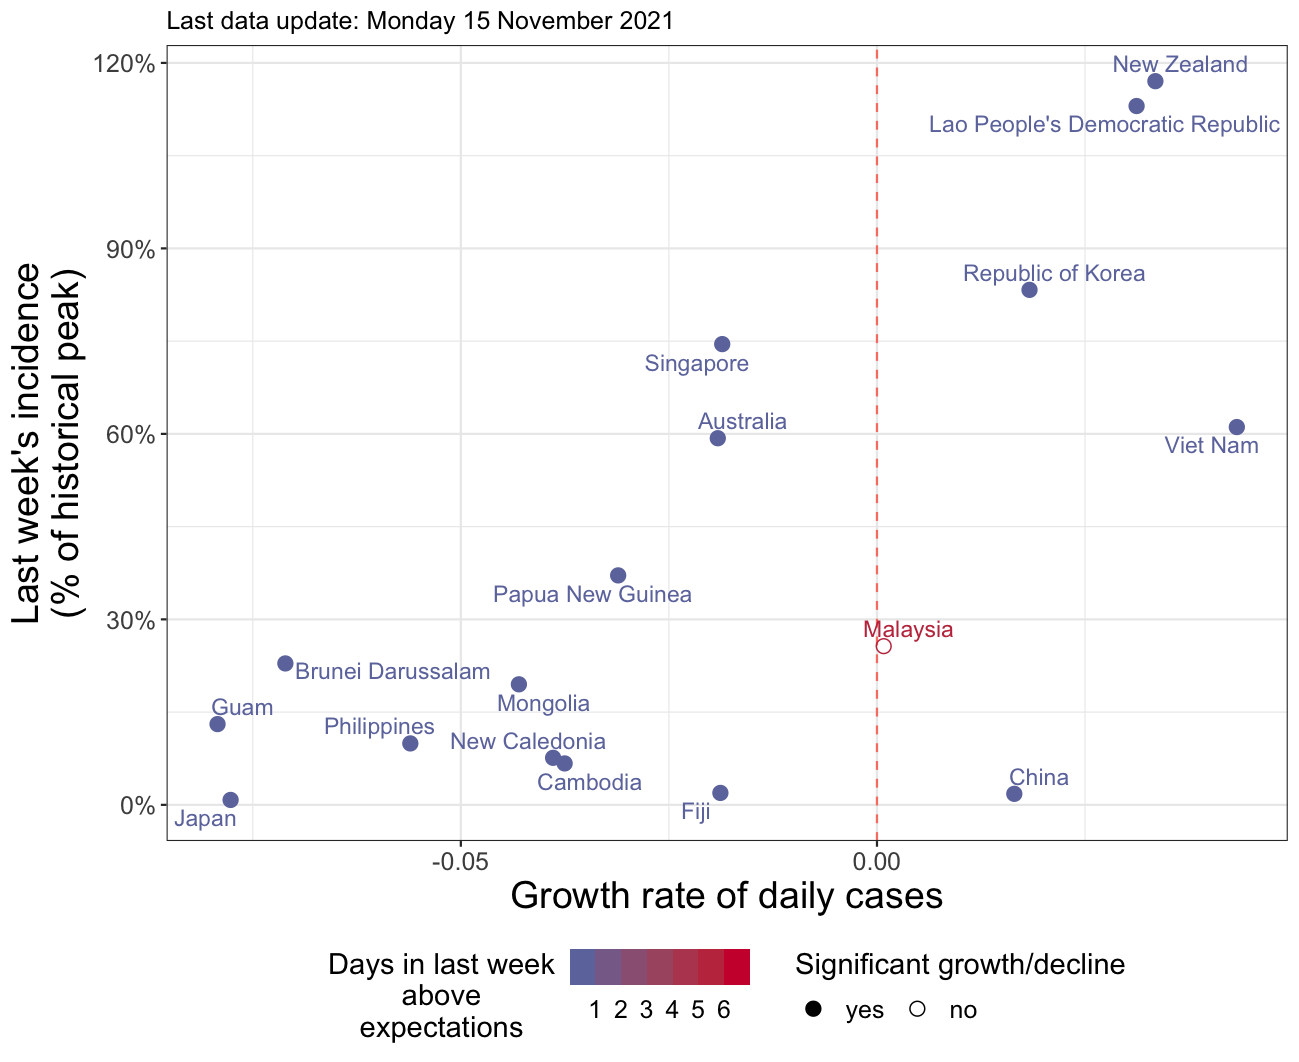 Last data update: Monday 15 November 2021
120%
90%
60%
30%
0%
Last week's incidence
(% of historical peak)
New Zealand
Lao People's Democratic Republic
Republic of Korea
Singapore
Australia
Viet Nam
Papua New Guinea
Malaysia
Brunei Darussalam
Mongolia
Guam
Philippines
New Caledonia
Cambodia
China
Fiji
Japan
-0.05
0.00
Growth rate of daily cases
Days in last week
above
expectations
1 2 3 4 5 6
Significant growth/decline
yes
no